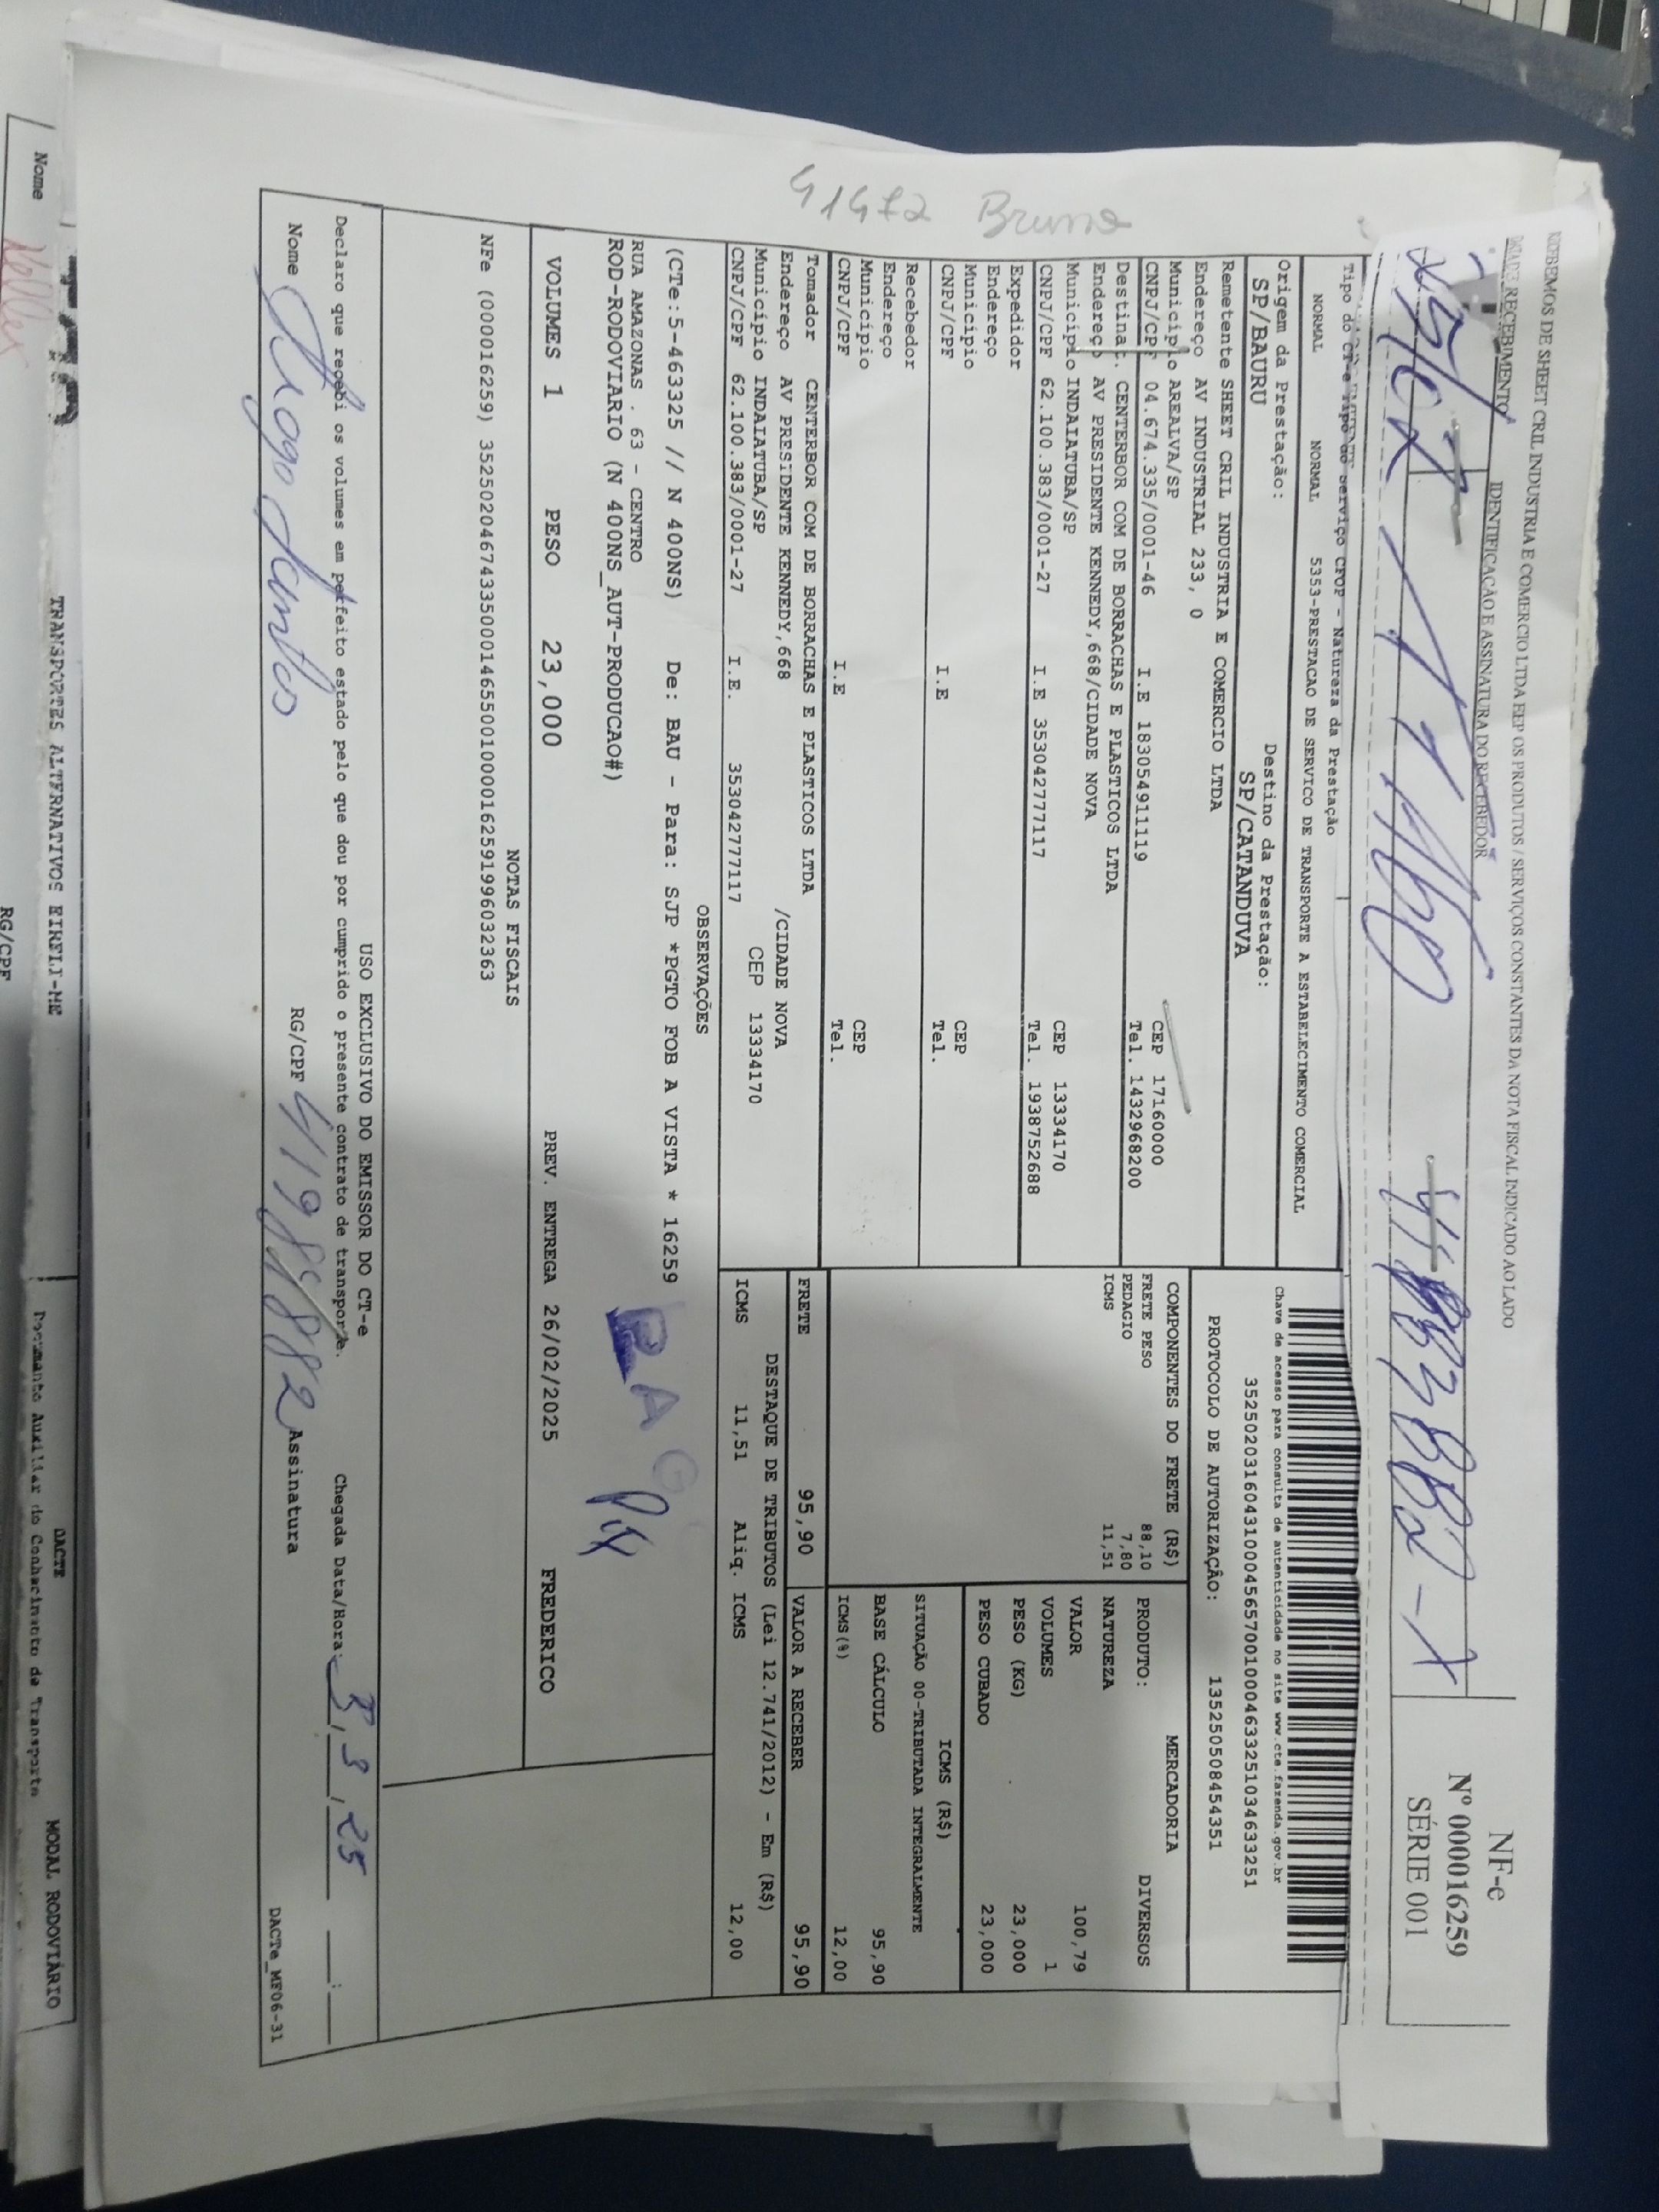 RECEBEMOS DE SHEET CRIL INDUSTRIA E COMERCIO LTDA EEP OS PRODUTOS / SERVIÇOS CONSTANTES DA NOTA FISCAL INDICADO AO LADO
RECEBIMENTO
IDENTIFICAÇÃO E ASSINATURA DO RECEBEDOR
NF-e
Nº 000016259
SÉRIE 001
Tipo do CT-e Tipo do Serviço CFOP - Natureza da Prestação
NORMAL NORMAL 5353-PRESTACAO DE SERVICO DE TRANSPORTE A ESTABELECIMENTO COMERCIAL
Chave de acesso para consulta de autenticidade no site www.cte.fazenda.gov.br
35250203160431000456570010004633251034633251
Origem da Prestação: Destino da Prestação:
SP/BAURU SP/CATANDUVA
PROTOCOLO DE AUTORIZAÇÃO: 135250508454351
Remetente SHEET CRIL INDUSTRIA E COMERCIO LTDA
Endereço AV INDUSTRIAL 233, 0
Município AREALVA/SP CEP 17160000
CNPJ/CPF 04.674.335/0001-46 I.E 183054911119 Tel. 1432968200
Destinat. CENTERBOR COM DE BORRACHAS E PLASTICOS LTDA
Endereço AV PRESIDENTE KENNEDY,668/CIDADE NOVA
Município INDAIATUBA/SP CEP 13334170
CNPJ/CPF 62.100.383/0001-27 I.E 353042777117 Tel. 1938752688
Expedidor
Endereço
Município CEP
CNPJ/CPF I.E Tel.
Recebedor
Endereço
Município CEP
CNPJ/CPF I.E Tel.
Tomador CENTERBOR COM DE BORRACHAS E PLASTICOS LTDA
Endereço AV PRESIDENTE KENNEDY,668 /CIDADE NOVA
Município INDAIATUBA/SP CEP 13334170
CNPJ/CPF 62.100.383/0001-27 I.E. 353042777117
COMPONENTES DO FRETE (R$)
FRETE PESO 88,10
PEDAGIO 7,80
ICMS 11,51
MERCADORIA
PRODUTO: DIVERSOS
NATUREZA
VALOR 100,79
VOLUMES 1
PESO (KG) 23,000
PESO CUBADO 23,000
ICMS (R$)
SITUAÇÃO 00-TRIBUTADA INTEGRALMENTE
BASE CÁLCULO 95,90
ICMS(%) 12,00
FRETE 95,90 VALOR A RECEBER 95,90
DESTAQUE DE TRIBUTOS (Lei 12.741/2012) - Em (R$)
ICMS 11,51 Aliq. ICMS 12,00
OBSERVAÇÕES
(CTe:5-463325 // N 400NS) De: BAU - Para: SJP *PGTO FOB A VISTA * 16259
RUA AMAZONAS . 63 - CENTRO
ROD-RODOVIARIO (N 400NS_AUT-PRODUCAO#)
PAGO
PIX
VOLUMES 1 PESO 23,000 PREV. ENTREGA 26/02/2025 FREDERICO
NOTAS FISCAIS
NFe (000016259) 35250204674335000146550010000162591996032363
USO EXCLUSIVO DO EMISSOR DO CT-e
Declaro que recebi os volumes em perfeito estado pelo que dou por cumprido o presente contrato de transporte. Chegada Data/Hora: 3/3/25 __:__
Nome Hugo Santos RG/CPF Assinatura
DACTe_MF06-31
41472 Bruna
TRANSPORTES ALTERNATIVOS EIRELI-ME
DACTE
Documento Auxiliar do Conhecimento de Transporte
MODAL RODOVIÁRIO
Nome
RG/CPF